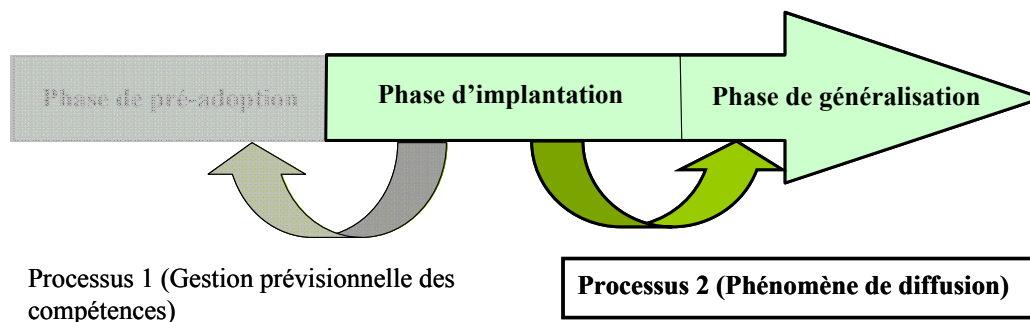 Phase de pré-adoption
Phase d’implantation
Phase de généralisation
Processus 1 (Gestion prévisionnelle des
compétences)
Processus 2 (Phénomène de diffusion)